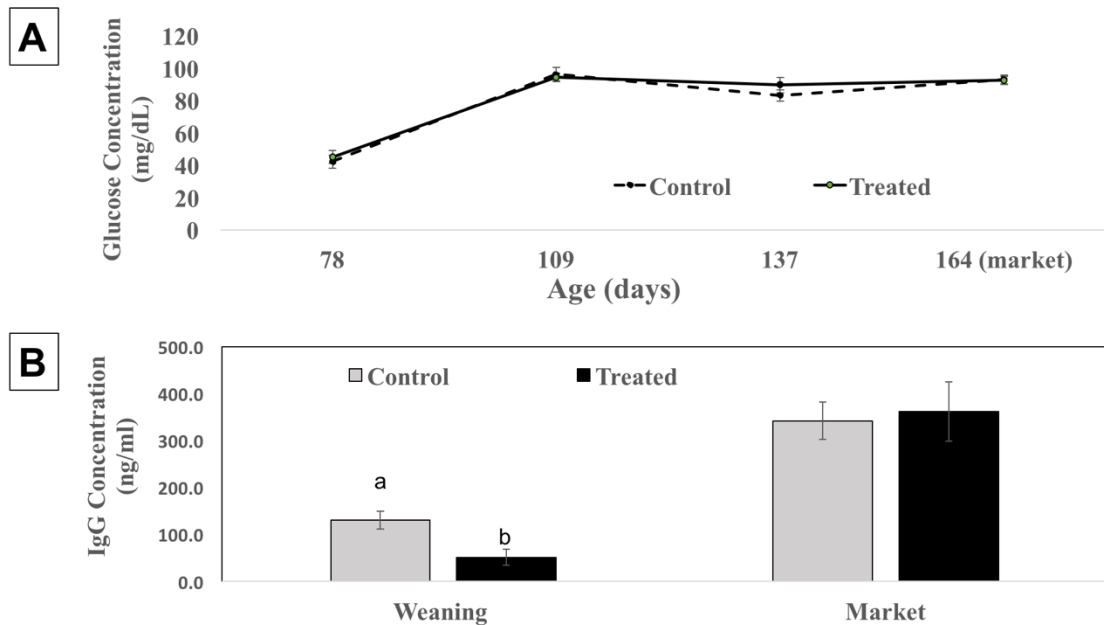 A
Glucose Concentration
(mg/dL)
120
100
80
60
40
20
0
Control
Treated
78
109
137
164 (market)
Age (days)
B
IgG Concentration
(ng/ml)
500.0
400.0
300.0
200.0
100.0
0.0
Control
Treated
a
b
Weaning
Market